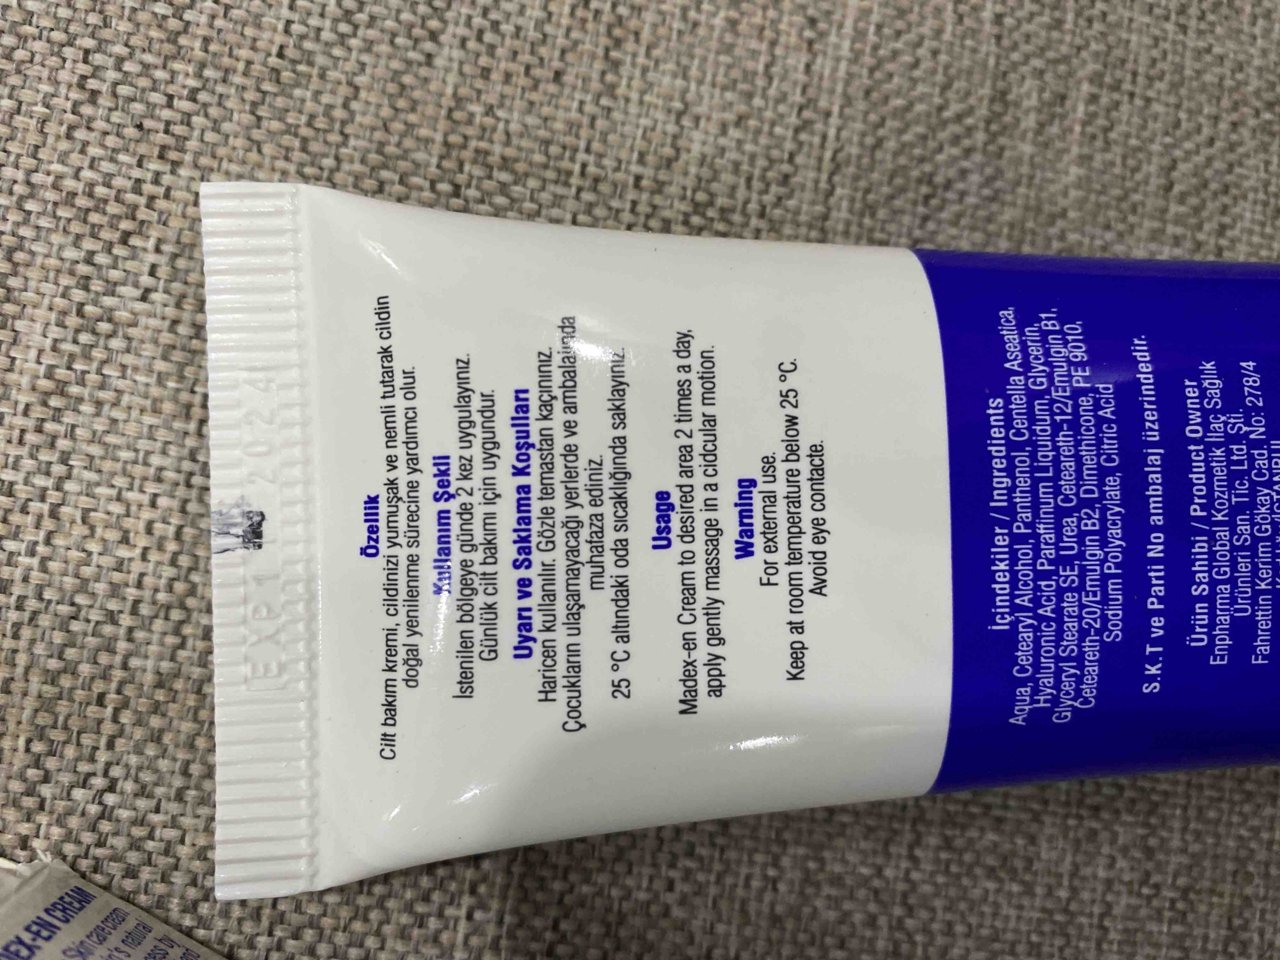 EXP 1 2024
Özellik
Cilt bakım kremi, cildinizi yumuşak ve nemli tutarak cildin
doğal yenilenme sürecine yardımcı olur.
Kullanım Şekli
İstenilen bölgeye günde 2 kez uygulayınız.
Günlük cilt bakımı için uygundur.
Uyarı ve Saklama Koşulları
Haricen kullanılır. Gözle temastan kaçınınız.
Çocukların ulaşamayacağı yerlerde ve ambalajında
muhafaza ediniz.
25 °C altındaki oda sıcaklığında saklayınız.
Usage
Madex-en Cream to desired area 2 times a day,
apply gently massage in a cidcular motion.
Warning
For external use.
Keep at room temperature below 25 °C.
Avoid eye contacte.
İçindekiler / Ingredients
Aqua, Cetearyl Alcohol, Panthenol, Centella Aseatica,
Hyaluronic Acid, Paraffinum Liquidum, Glycerin,
Glyceryl Stearate SE, Urea, Ceteareth-12/Emulgin B1,
Ceteareth-20/Emulgin B2, Dimethicone, PE 9010,
Sodium Polyacrylate, Citric Acid
S.K.T ve Parti No ambalaj üzerindedir.
Ürün Sahibi / Product Owner
Enpharma Global Kozmetik İlaç Sağlık
Ürünleri San. Tic. Ltd. Şti.
Fahrettin Kerim Gökay Cad. No: 278/4
DEX-EN CREAM
Skin care cream
natural
by